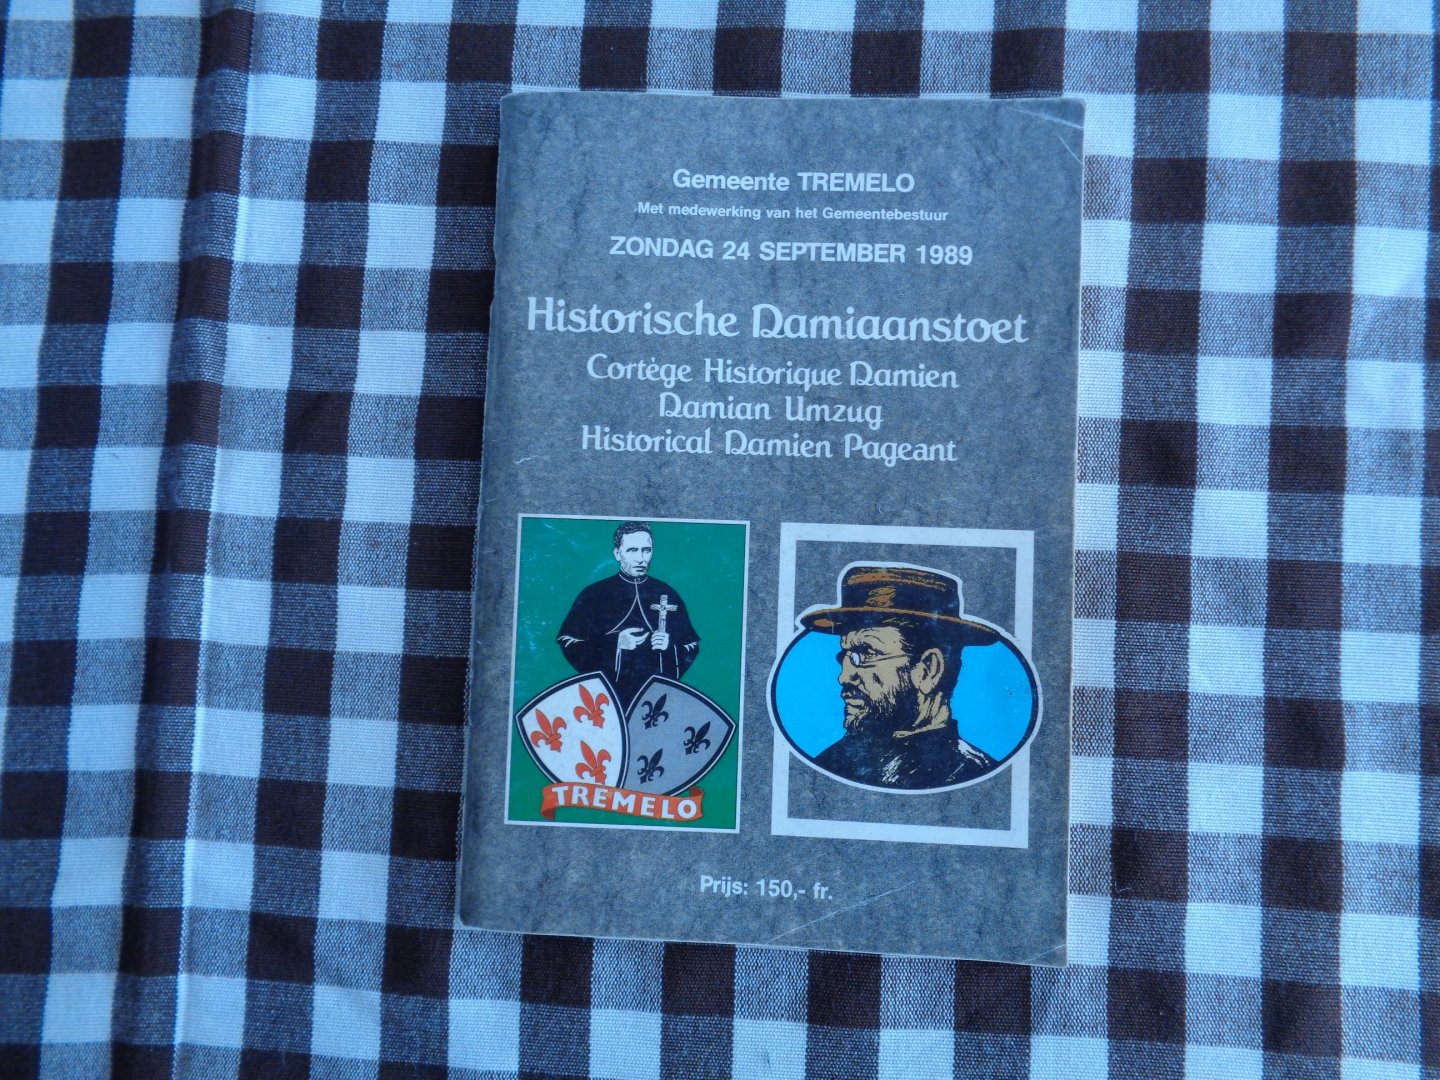 Gemeente TREMELO
Met medewerking van het Gemeentebestuur
ZONDAG 24 SEPTEMBER 1989
Historische Damiaanstoet
Cortège Historique Damien
Damian Umzug
Historical Damien Pageant
TREMELO
Prijs: 150,- fr.